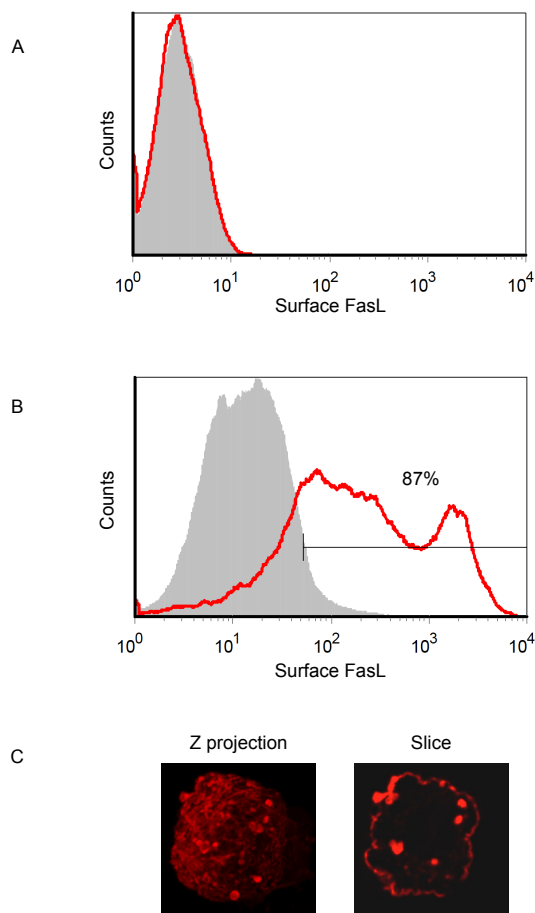 A
Counts
10^0 10^1 10^2 10^3 10^4
Surface FasL
B
87%
Counts
10^0 10^1 10^2 10^3 10^4
Surface FasL
C
Z projection Slice